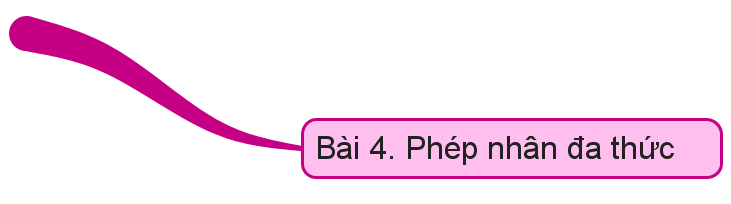 Bài 4. Phép nhân đa thức